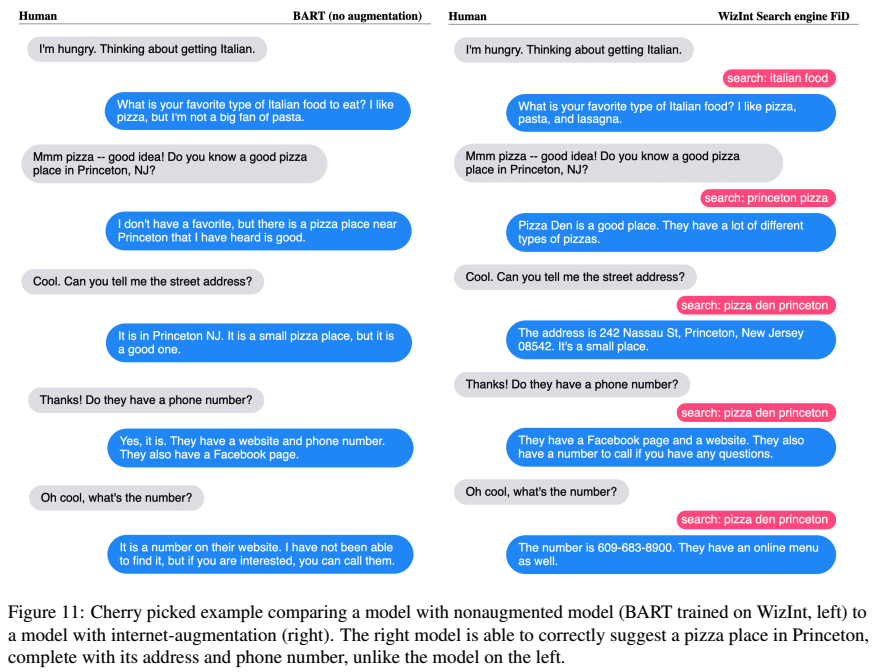 Human
BART (no augmentation)
I'm hungry. Thinking about getting Italian.
What is your favorite type of Italian food to eat? I like
pizza, but I'm not a big fan of pasta.
Mmm pizza -- good idea! Do you know a good pizza
place in Princeton, NJ?
I don't have a favorite, but there is a pizza place near
Princeton that I have heard is good.
Cool. Can you tell me the street address?
It is in Princeton NJ. It is a small pizza place, but it is
a good one.
Thanks! Do they have a phone number?
Yes, it is. They have a website and phone number.
They also have a Facebook page.
Oh cool, what's the number?
It is a number on their website. I have not been able
to find it, but if you are interested, you can call them.
Human
WizInt Search engine FiD
I'm hungry. Thinking about getting Italian.
search: italian food
What is your favorite type of Italian food? I like pizza,
pasta, and lasagna.
Mmm pizza -- good idea! Do you know a good pizza
place in Princeton, NJ?
search: princeton pizza
Pizza Den is a good place. They have a lot of different
types of pizzas.
Cool. Can you tell me the street address?
search: pizza den princeton
The address is 242 Nassau St, Princeton, New Jersey
08542. It's a small place.
Thanks! Do they have a phone number?
search: pizza den princeton
They have a Facebook page and a website. They also
have a number to call if you have any questions.
Oh cool, what's the number?
search: pizza den princeton
The number is 609-683-8900. They have an online menu
as well.
Figure 11: Cherry picked example comparing a model with nonaugmented model (BART trained on WizInt, left) to
a model with internet-augmentation (right). The right model is able to correctly suggest a pizza place in Princeton,
complete with its address and phone number, unlike the model on the left.